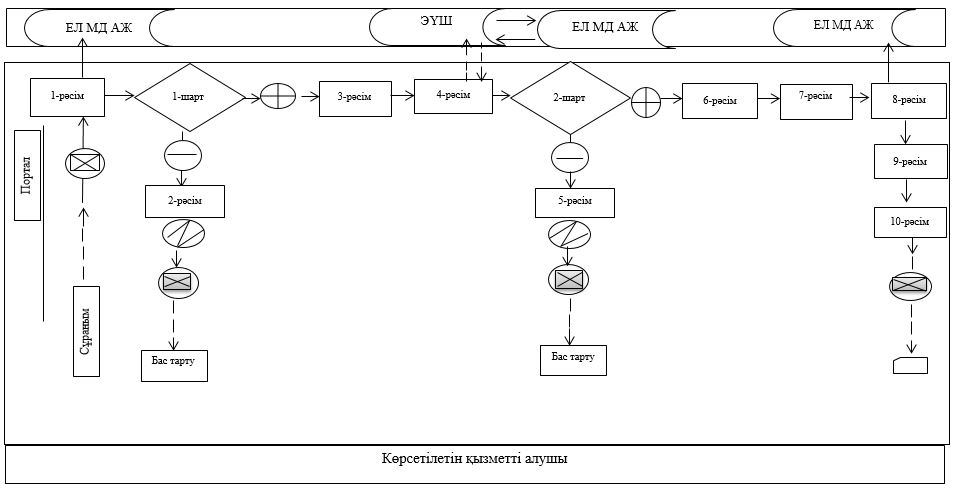 ЕЛ МД АЖ
ЭҮШ
ЕЛ МД АЖ
ЕЛ МД АЖ
1-рәсім
1-шарт
3-рәсім
4-рәсім
2-шарт
6-рәсім
7-рәсім
8-рәсім
Портал
9-рәсім
2-рәсім
5-рәсім
10-рәсім
Сұраным
Бас тарту
Бас тарту
Көрсетілетін қызметті алушы